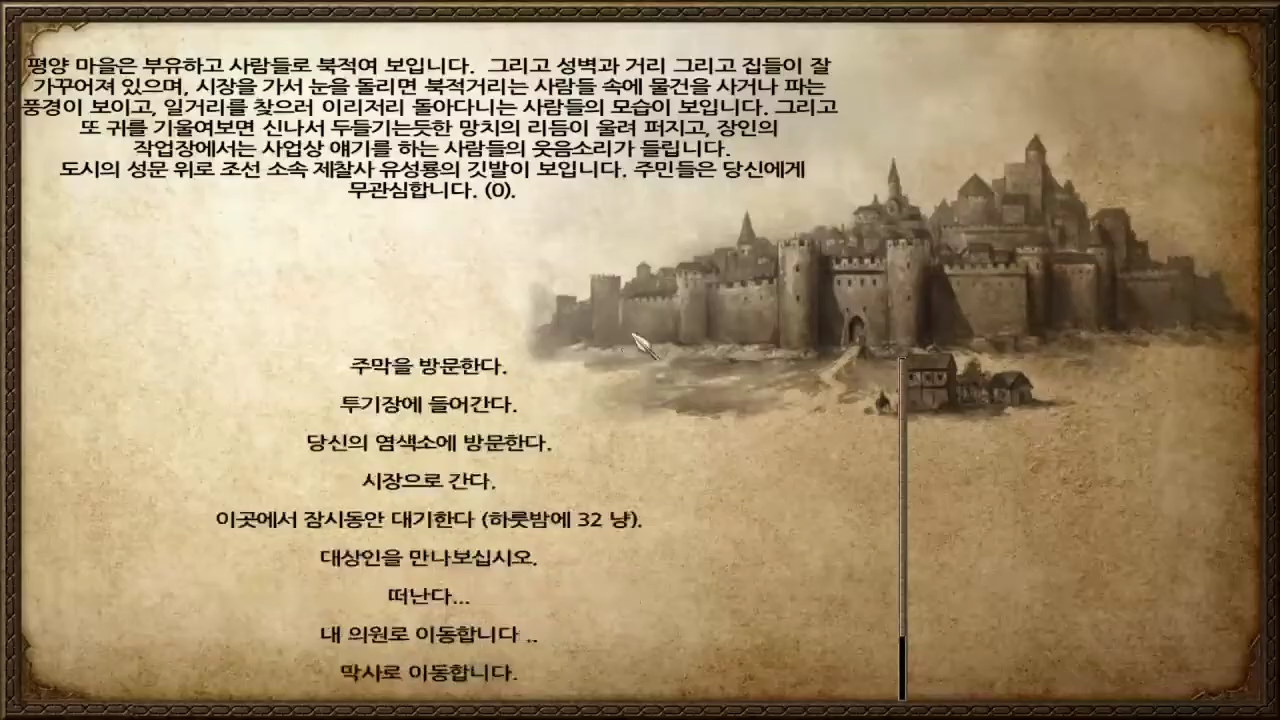 평양 마을은 부유하고 사람들로 북적여 보입니다. 그리고 성벽과 거리 그리고 집들이 잘
가꾸어져 있으며, 시장을 가서 눈을 돌리면 북적거리는 사람들 속에 물건을 사거나 파는
풍경이 보이고, 일거리를 찾으러 이리저리 돌아다니는 사람들의 모습이 보입니다. 그리고
또 귀를 기울여보면 신나서 두들기는듯한 망치의 리듬이 울려 퍼지고, 장인의
작업장에서는 사업상 얘기를 하는 사람들의 웃음소리가 들립니다.
도시의 성문 위로 조선 소속 제찰사 유성룡의 깃발이 보입니다. 주민들은 당신에게
무관심합니다. (0).
주막을 방문한다.
투기장에 들어간다.
당신의 염색소에 방문한다.
시장으로 간다.
이곳에서 잠시동안 대기한다 (하룻밤에 32 냥).
대상인을 만나보십시오.
떠난다...
내 의원로 이동합니다 ..
막사로 이동합니다.